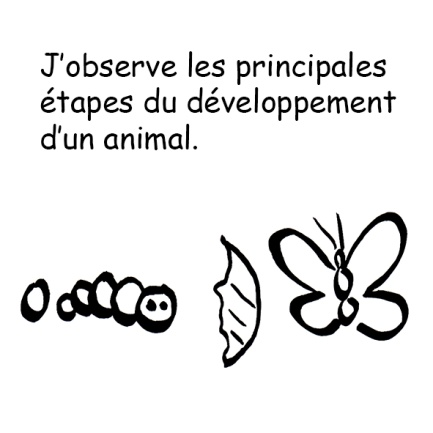 J'observe les principales
étapes du développement
d'un animal.